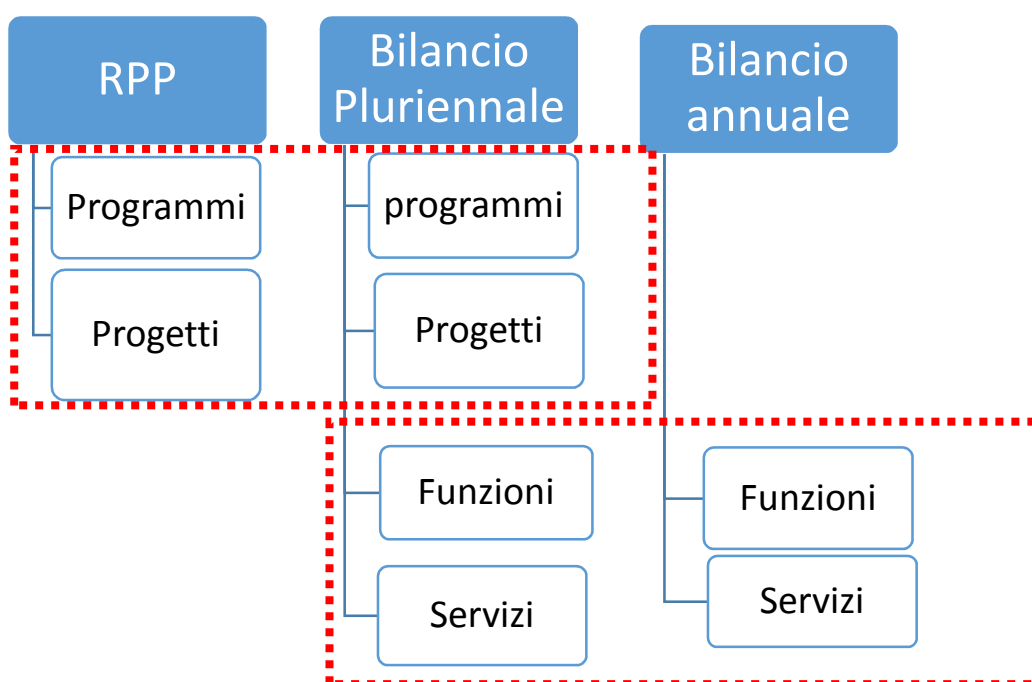 RPP
Programmi
Progetti
Bilancio
Pluriennale
programmi
Progetti
Funzioni
Servizi
Bilancio
annuale
Funzioni
Servizi